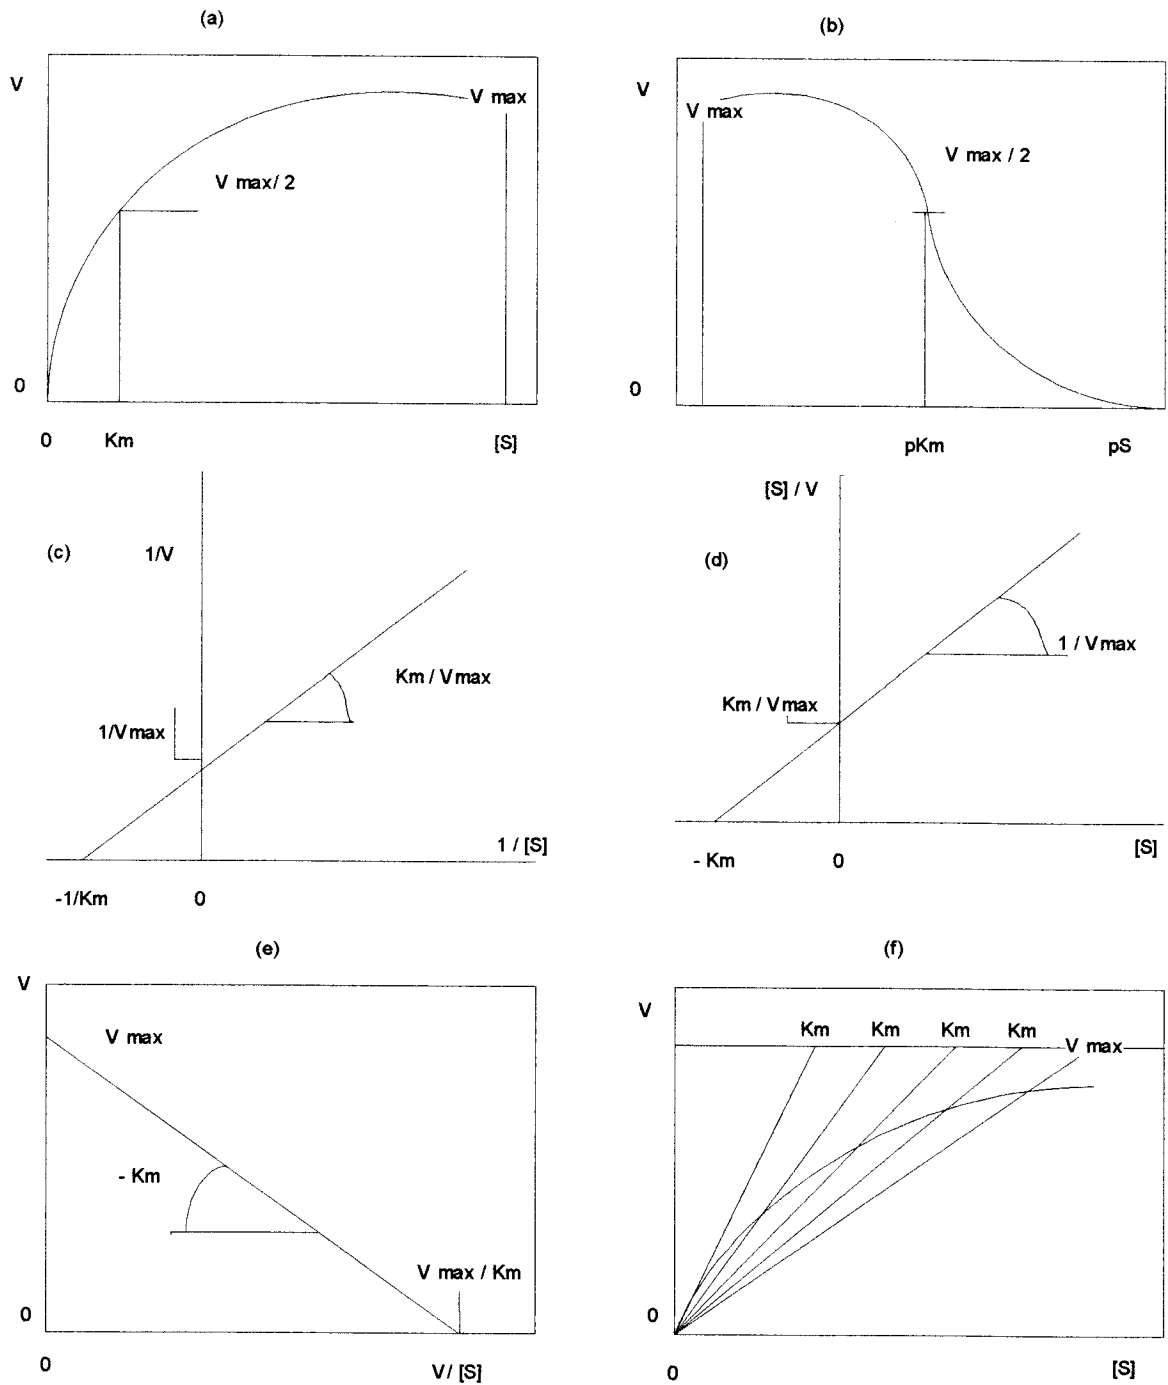 (a)
V
V max
V max/ 2
0
0
Km
[S]
(b)
V
V max
V max / 2
0
pKm
pS
(c)
1/V
Km / Vmax
1/Vmax
1 / [S]
-1/Km
0
[S] / V
(d)
1 / Vmax
Km / Vmax
- Km
0
[S]
(e)
V
V max
- Km
V max / Km
0
0
V/ [S]
(f)
V
Km Km Km Km
V max
0
0
[S]